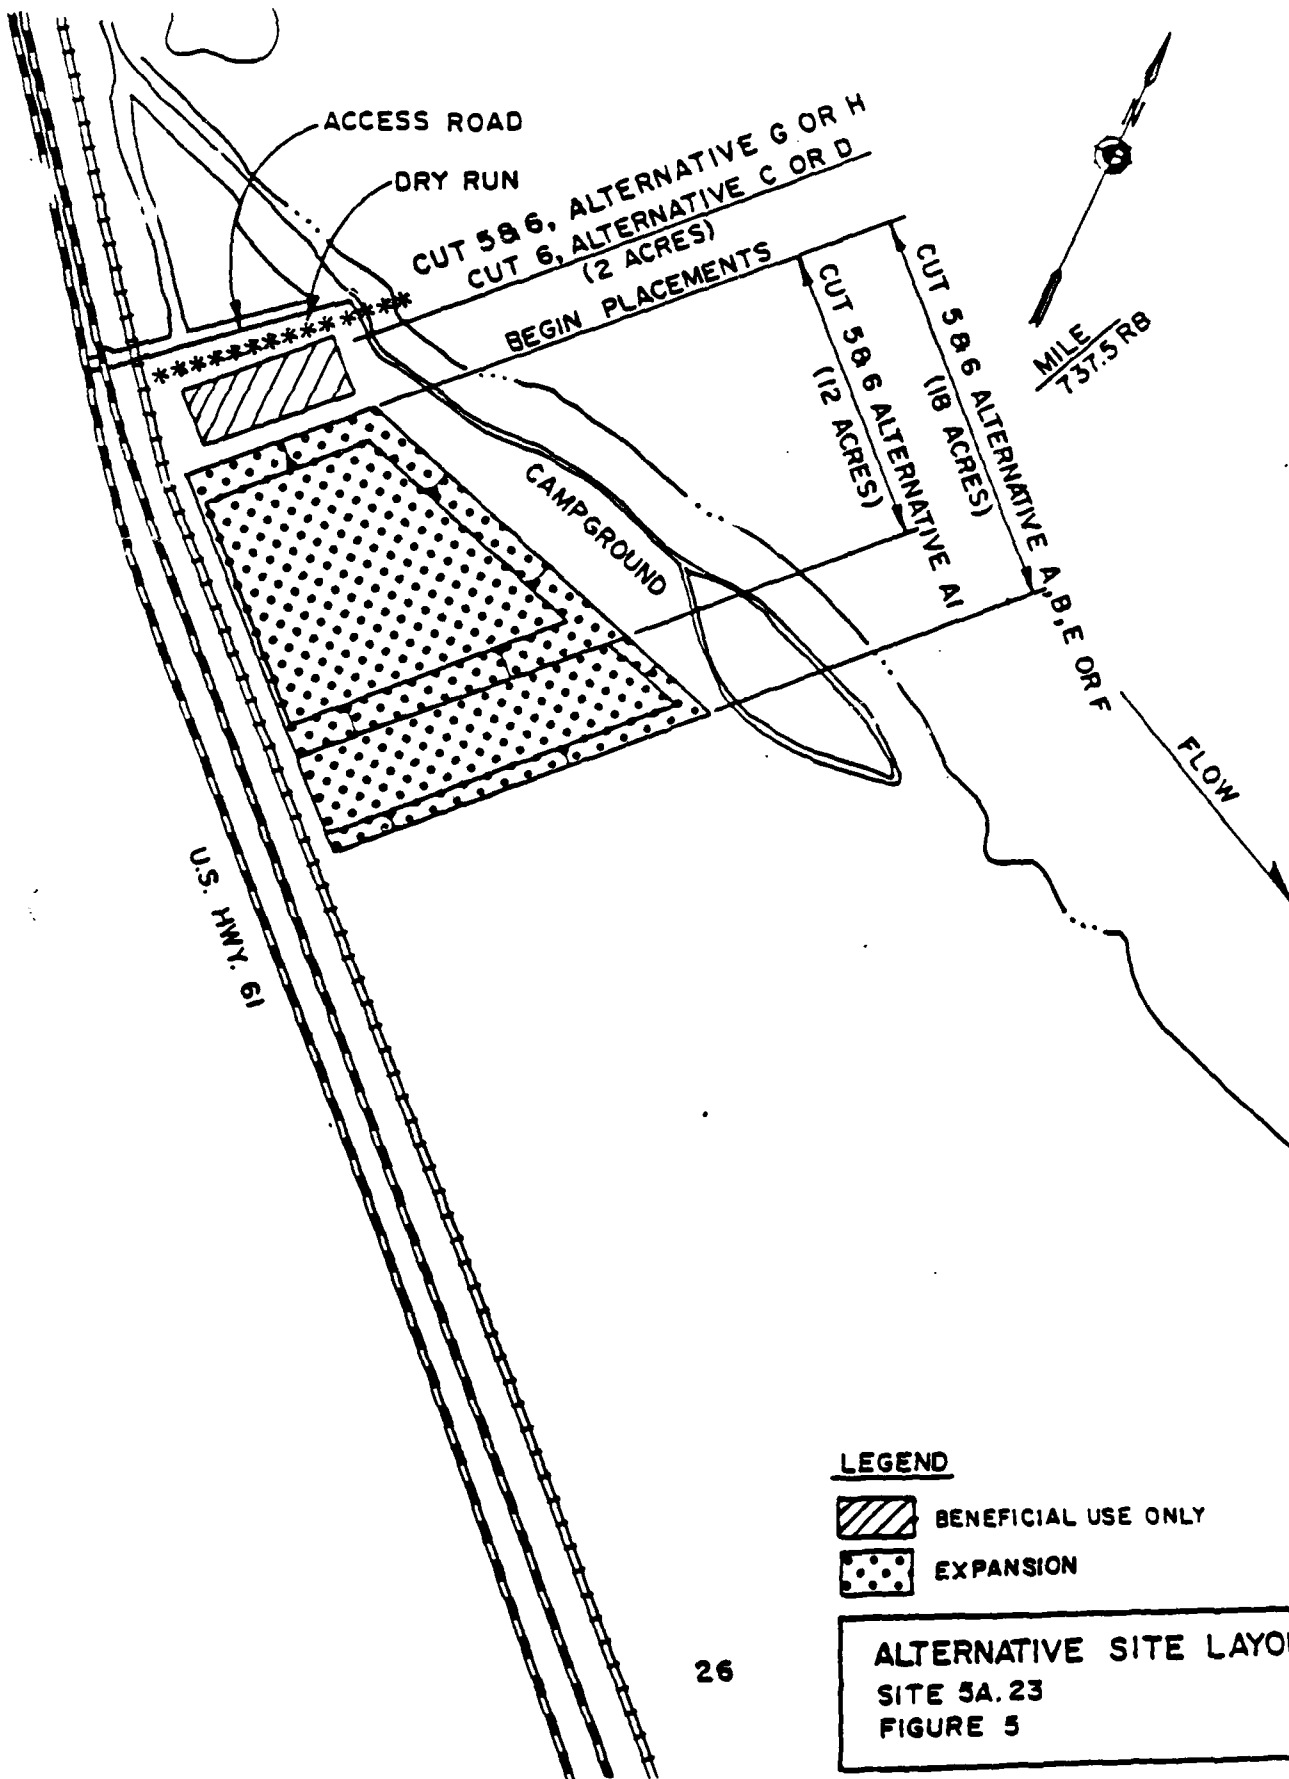 ACCESS ROAD
DRY RUN
CUT 5&6, ALTERNATIVE G OR H
CUT 6, ALTERNATIVE C OR D
(2 ACRES)
BEGIN PLACEMENTS
N
MILE
737.5 RB
CUT 5&6 ALTERNATIVE A1
(12 ACRES)
CUT 5&6 ALTERNATIVE A,B,E OR F
(18 ACRES)
CAMPGROUND
FLOW
U.S. HWY. 61
LEGEND
BENEFICIAL USE ONLY
EXPANSION
ALTERNATIVE SITE
SITE 5A.23
FIGURE 5
26